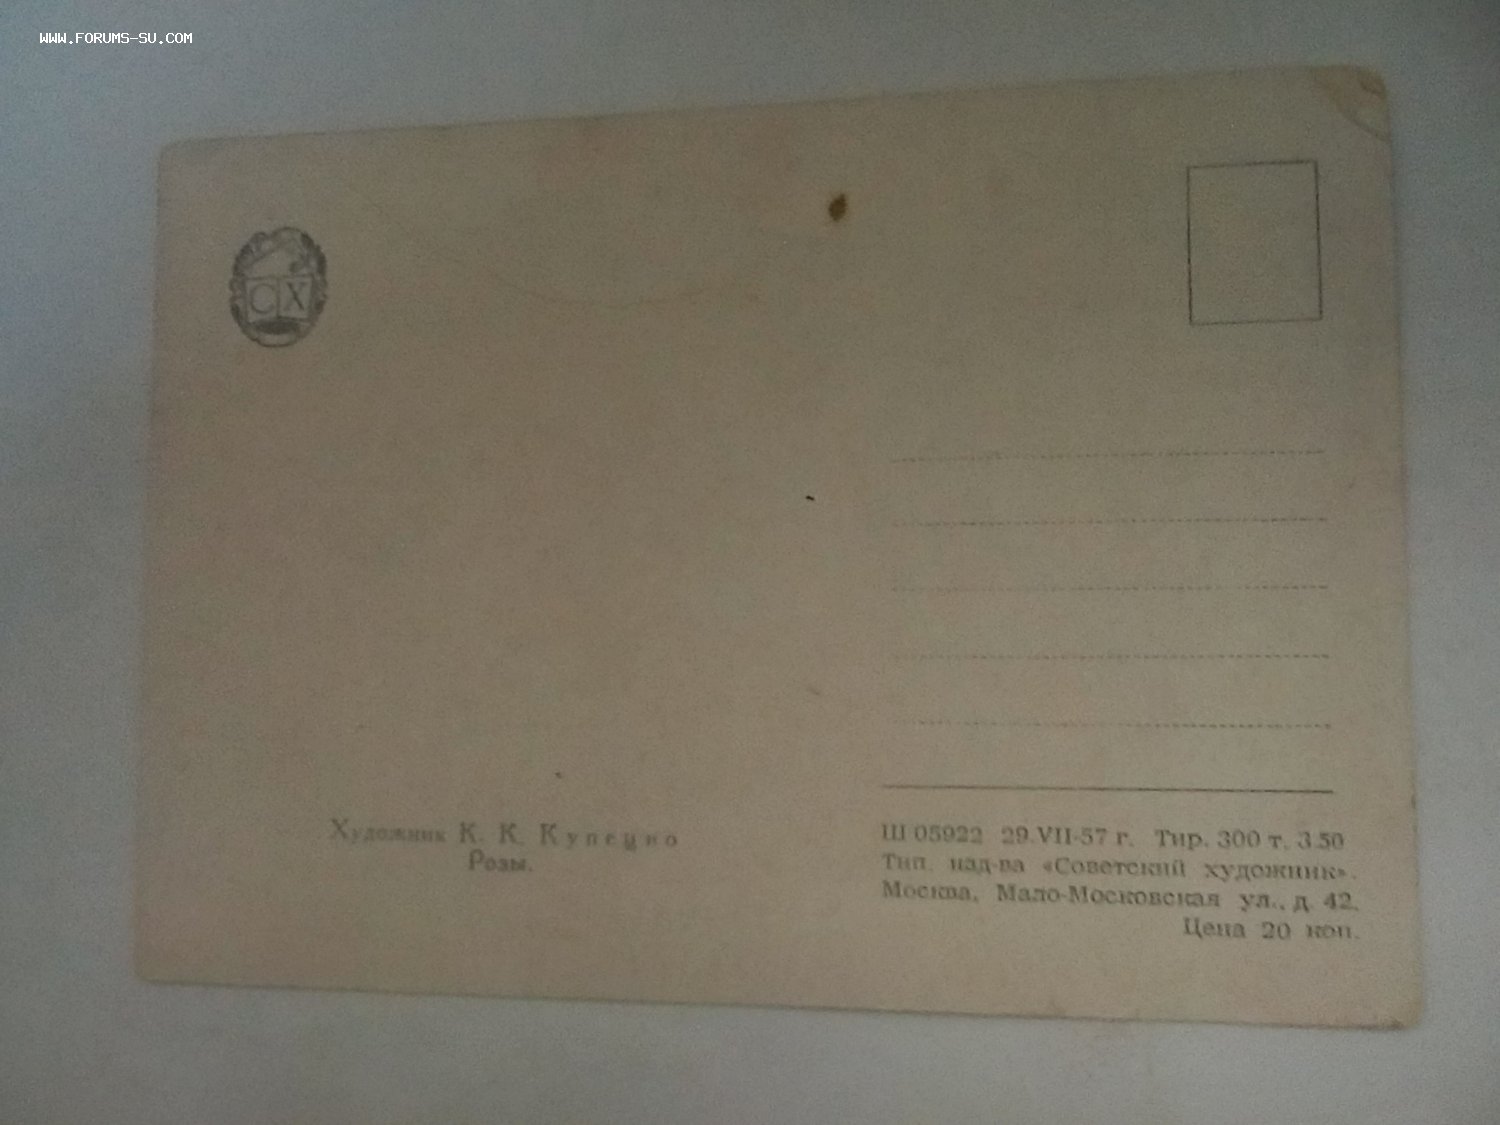 WWW.FORUMS-SU.COM
СХ
Художник К. К. Купецио
Розы.
Ш 05922 29.VII-57 г. Тир. 300 т. З.50
Тип. изд-ва «Советский художник».
Москва, Мало-Московская ул., д. 42.
Цена 20 коп.